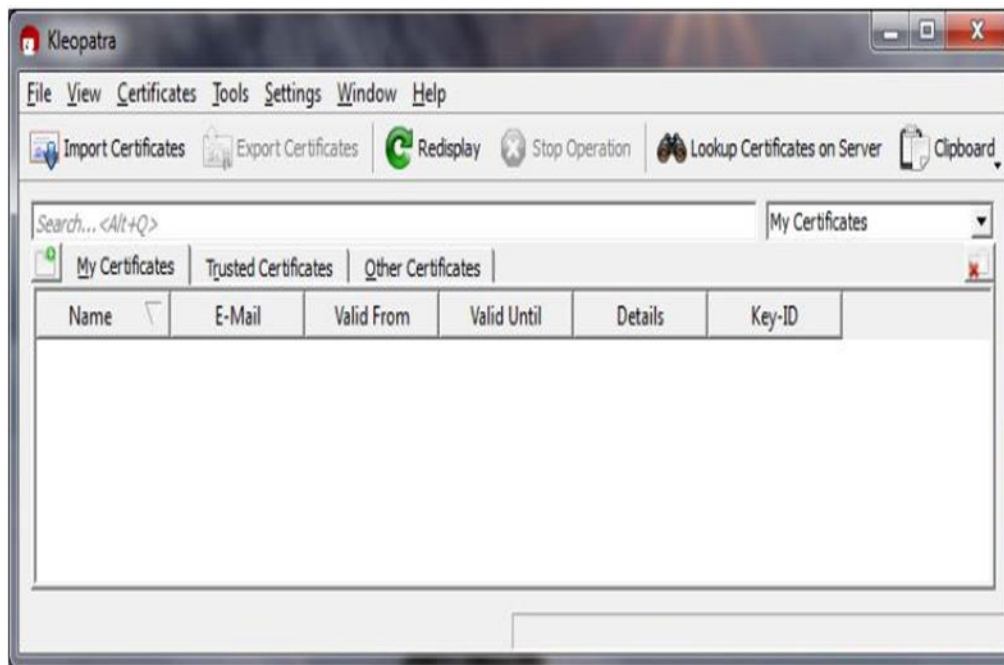 Kleopatra
File View Certificates Tools Settings Window Help
Import Certificates Export Certificates Redisplay Stop Operation Lookup Certificates on Server Clipboard
Search... <Alt+Q> My Certificates
My Certificates Trusted Certificates Other Certificates
Name E-Mail Valid From Valid Until Details Key-ID